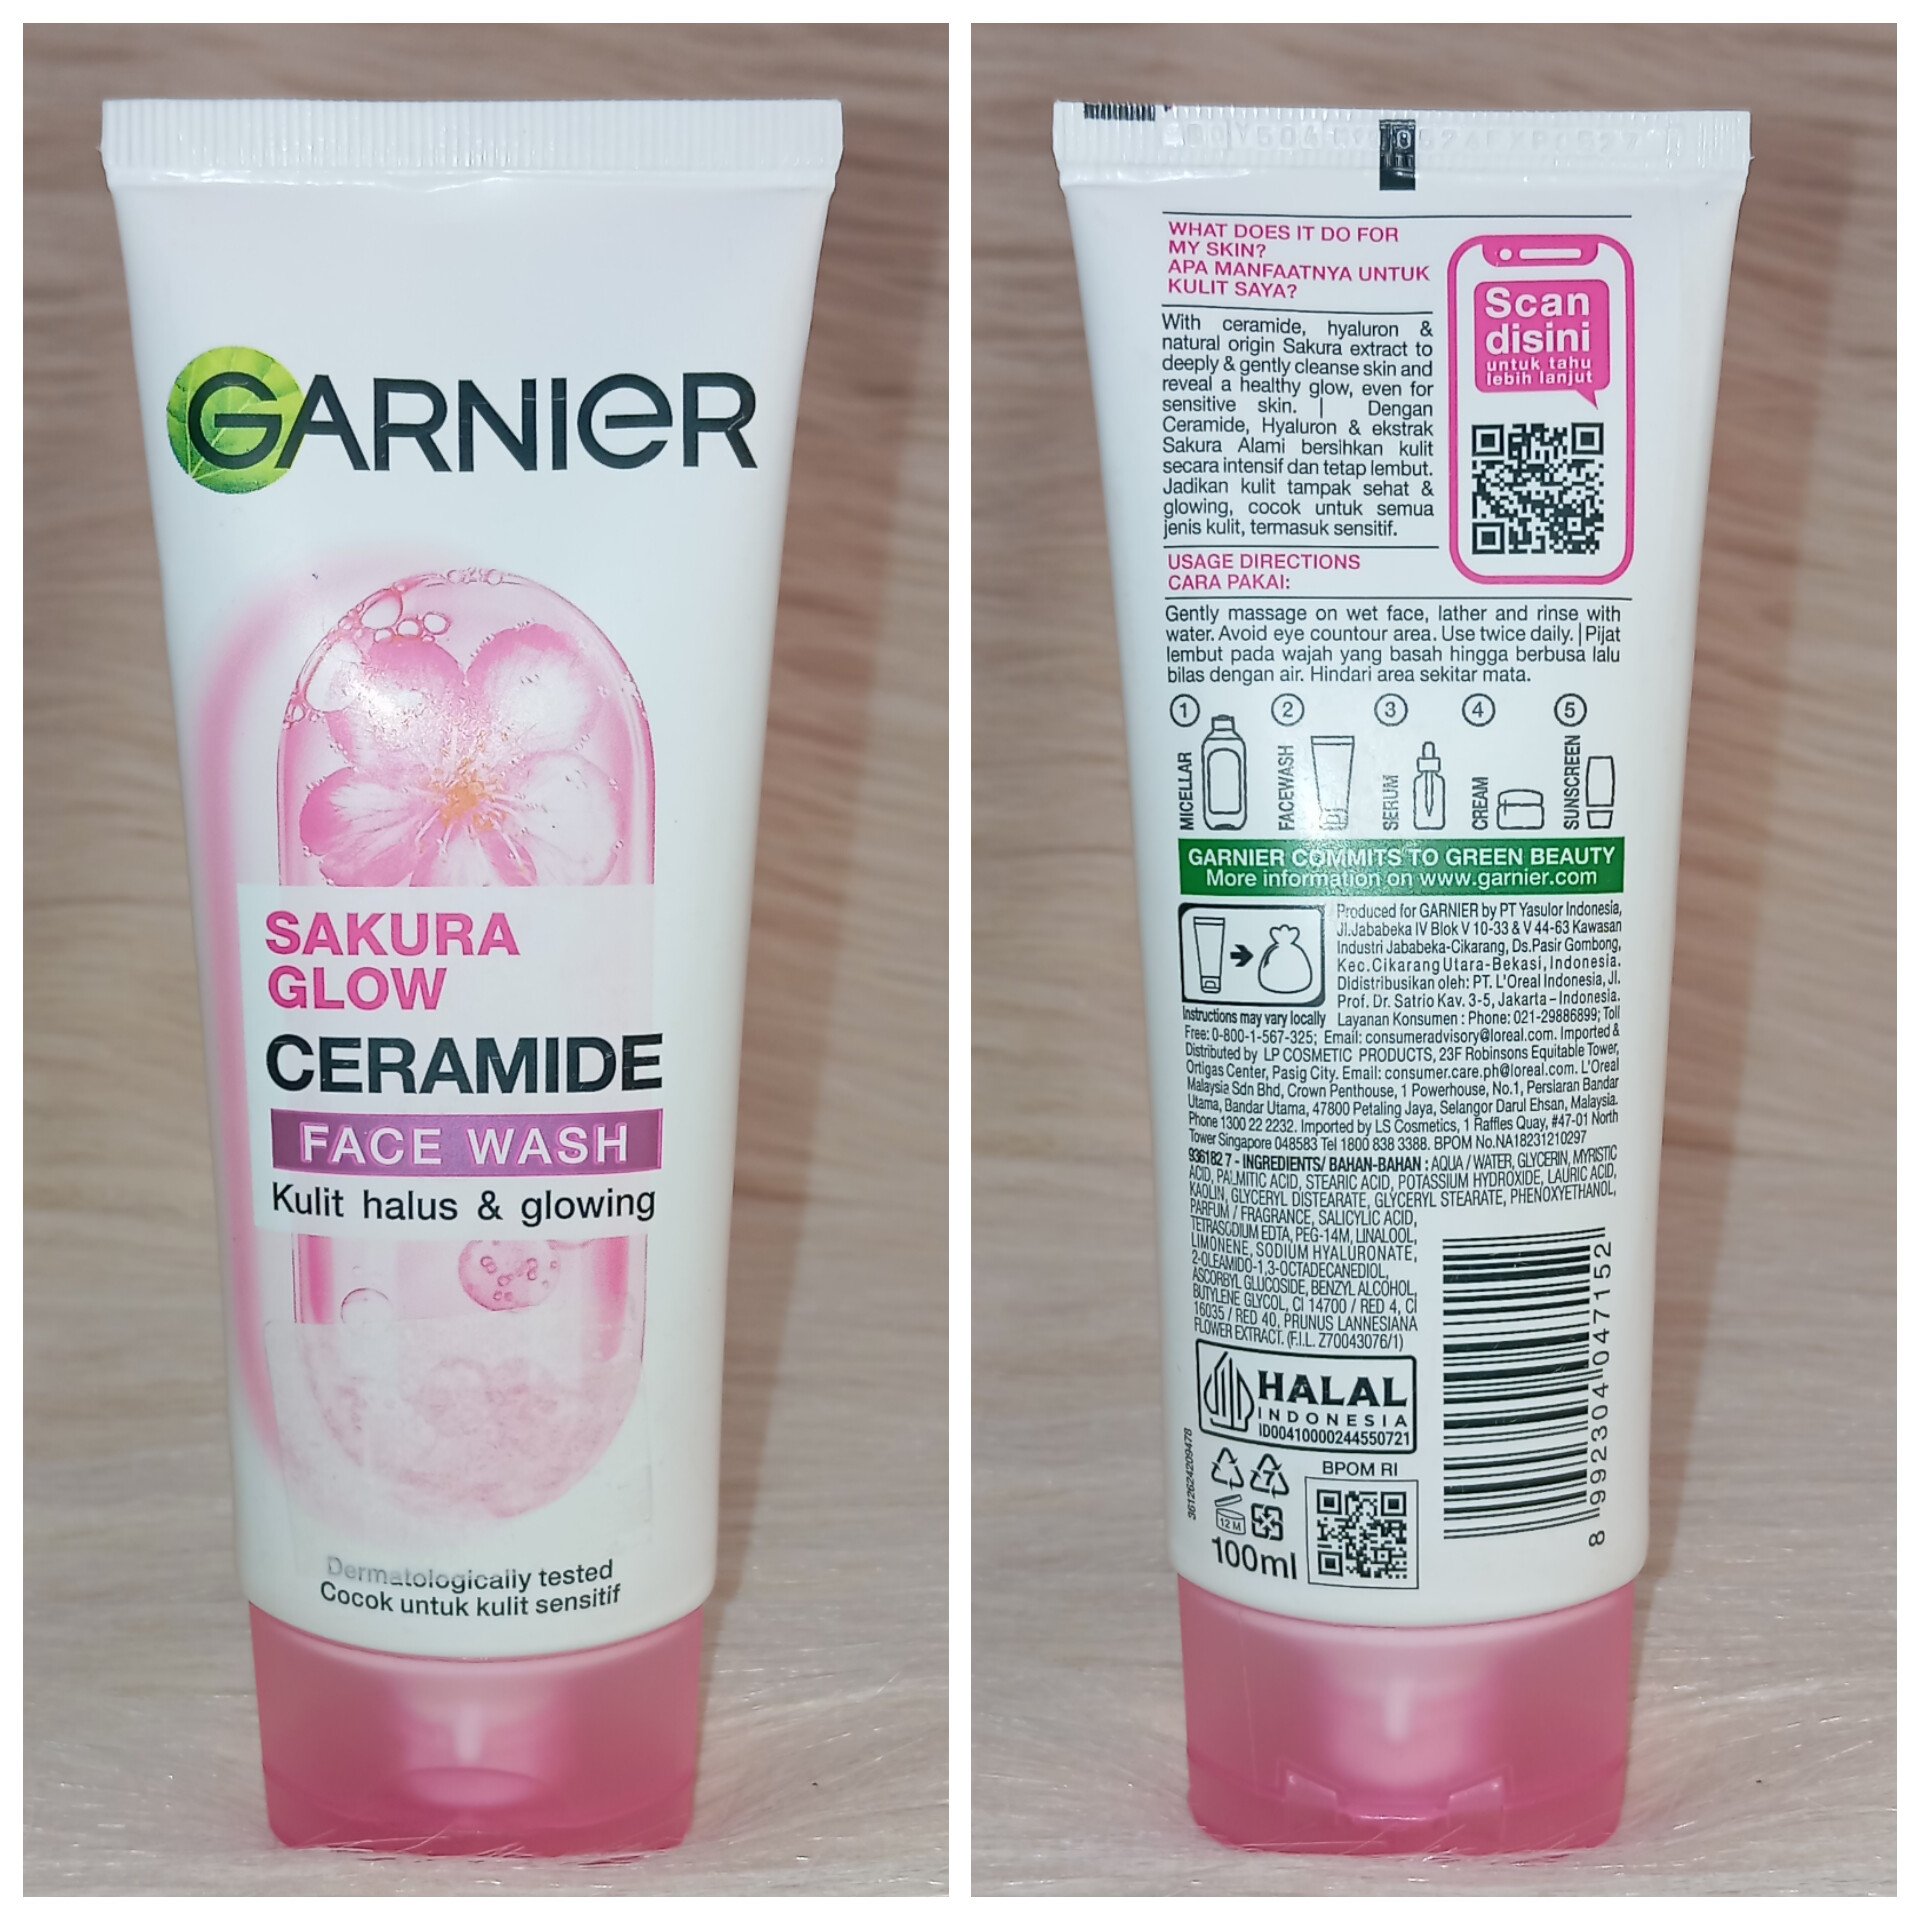 GARNIER
SAKURA
GLOW
CERAMIDE
FACE WASH
Kulit halus & glowing
Dermatologically tested
Cocok untuk kulit sensitif
WHAT DOES IT DO FOR
MY SKIN?
APA MANFAATNYA UNTUK
KULIT SAYA?
With ceramide, hyaluron &
natural origin Sakura extract to
deeply & gently cleanse skin and
reveal a healthy glow, even for
sensitive skin. | Dengan
Ceramide, Hyaluron & ekstrak
Sakura Alami bersihkan kulit
secara intensif dan tetap lembut.
Jadikan kulit tampak sehat &
glowing, cocok untuk semua
jenis kulit, termasuk sensitif.
Scan
disini
untuk tahu
lebih lanjut
USAGE DIRECTIONS
CARA PAKAI:
Gently massage on wet face, lather and rinse with
water. Avoid eye countour area. Use twice daily. | Pijat
lembut pada wajah yang basah hingga berbusa lalu
bilas dengan air. Hindari area sekitar mata.
1 2 3 4 5
MICELLAR FACEWASH SERUM CREAM SUNSCREEN
GARNIER COMMITS TO GREEN BEAUTY
More information on www.garnier.com
Produced for GARNIER by PT Yasulor Indonesia,
Jl.Jababeka IV Blok V 10-33 & V 44-63 Kawasan
Industri Jababeka-Cikarang, Ds.Pasir Gombong,
Kec.Cikarang Utara-Bekasi, Indonesia.
Didistribusikan oleh: PT. L'Oreal Indonesia, Jl.
Prof. Dr. Satrio Kav. 3-5, Jakarta – Indonesia.
Instructions may vary locally Layanan Konsumen : Phone: 021-29886899; Toll
Free: 0-800-1-567-325; Email: consumeradvisory@loreal.com. Imported &
Distributed by LP COSMETIC PRODUCTS, 23F Robinsons Equitable Tower,
Ortigas Center, Pasig City. Email: consumer.care.ph@loreal.com. L'Oreal
Malaysia Sdn Bhd, Crown Penthouse, 1 Powerhouse, No.1, Persiaran Bandar
Utama, Bandar Utama, 47800 Petaling Jaya, Selangor Darul Ehsan, Malaysia.
Phone 1300 22 2232. Imported by LS Cosmetics, 1 Raffles Quay, #47-01 North
Tower Singapore 048583 Tel 1800 838 3388. BPOM No.NA18231210297
936182 7 - INGREDIENTS/ BAHAN-BAHAN : AQUA / WATER, GLYCERIN, MYRISTIC
ACID, PALMITIC ACID, STEARIC ACID, POTASSIUM HYDROXIDE, LAURIC ACID,
KAOLIN, GLYCERYL DISTEARATE, GLYCERYL STEARATE, PHENOXYETHANOL,
PARFUM / FRAGRANCE, SALICYLIC ACID,
TETRASODIUM EDTA, PEG-14M, LINALOOL,
LIMONENE, SODIUM HYALURONATE,
2-OLEAMIDO-1,3-OCTADECANEDIOL,
ASCORBYL GLUCOSIDE, BENZYL ALCOHOL,
BUTYLENE GLYCOL, CI 14700 / RED 4, CI
16035 / RED 40, PRUNUS LANNESIANA
FLOWER EXTRACT. (F.I.L. Z70043076/1)
HALAL
INDONESIA
ID00410000244550721
3612624209478
7
12 M
BPOM RI
100ml
8 992304 047152